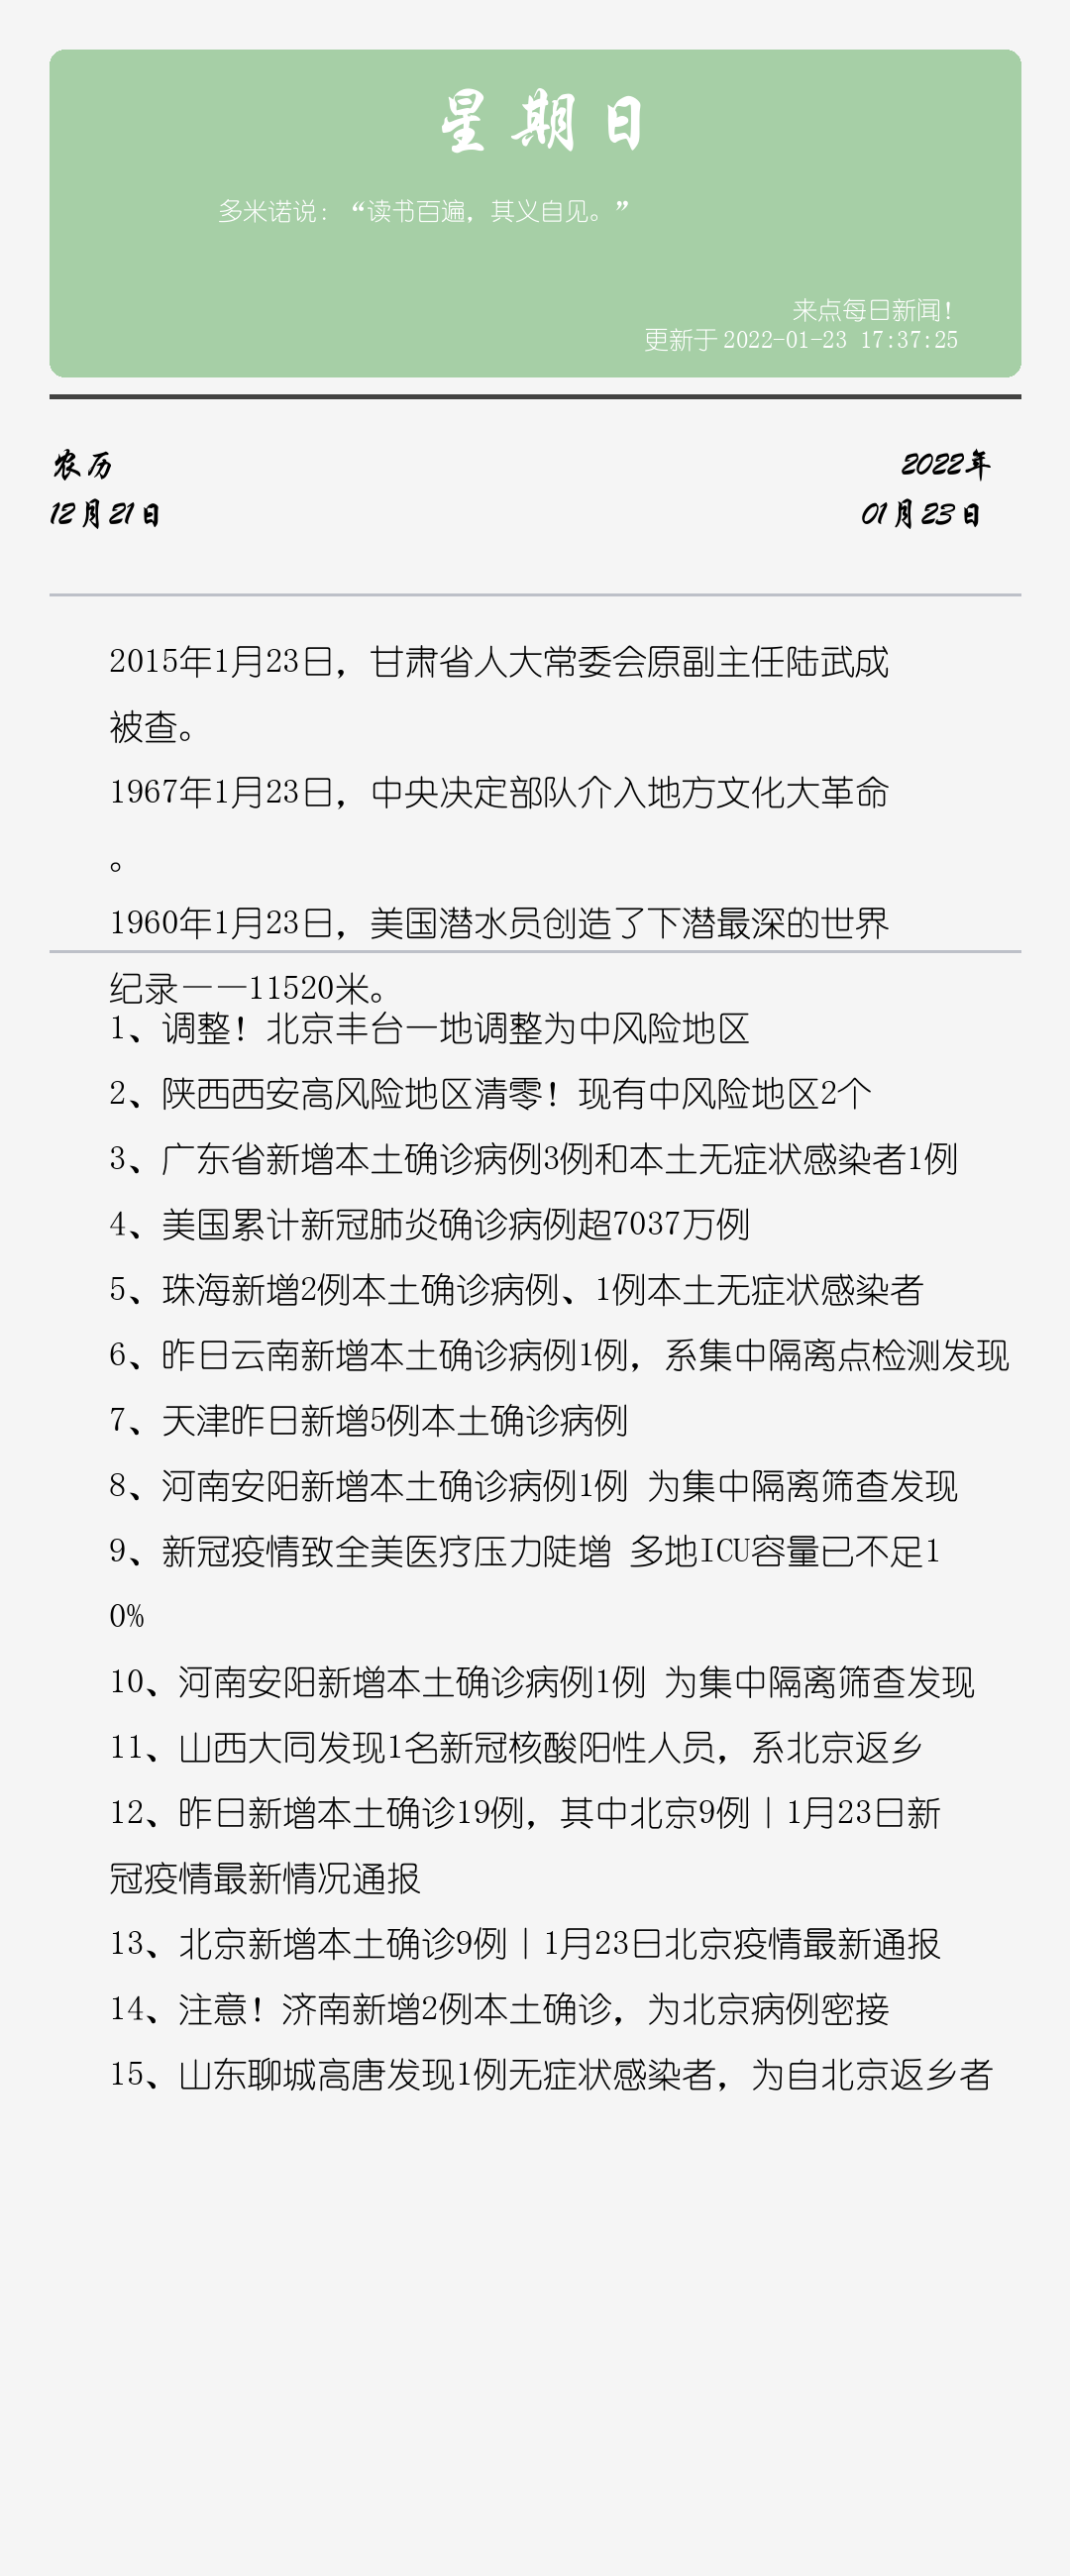 星期日
多米诺说：“读书百遍，其义自见。”
来点每日新闻！
更新于 2022-01-23 17:37:25
农历
2022年
12月21日
01月23日
2015年1月23日，甘肃省人大常委会原副主任陆武成
被查。
1967年1月23日，中央决定部队介入地方文化大革命
。
1960年1月23日，美国潜水员创造了下潜最深的世界
纪录——11520米。
1、调整！北京丰台一地调整为中风险地区
2、陕西西安高风险地区清零！现有中风险地区2个
3、广东省新增本土确诊病例3例和本土无症状感染者1例
4、美国累计新冠肺炎确诊病例超7037万例
5、珠海新增2例本土确诊病例、1例本土无症状感染者
6、昨日云南新增本土确诊病例1例，系集中隔离点检测发现
7、天津昨日新增5例本土确诊病例
8、河南安阳新增本土确诊病例1例 为集中隔离筛查发现
9、新冠疫情致全美医疗压力陡增 多地ICU容量已不足1
0%
10、河南安阳新增本土确诊病例1例 为集中隔离筛查发现
11、山西大同发现1名新冠核酸阳性人员，系北京返乡
12、昨日新增本土确诊19例，其中北京9例丨1月23日新
冠疫情最新情况通报
13、北京新增本土确诊9例丨1月23日北京疫情最新通报
14、注意！济南新增2例本土确诊，为北京病例密接
15、山东聊城高唐发现1例无症状感染者，为自北京返乡者